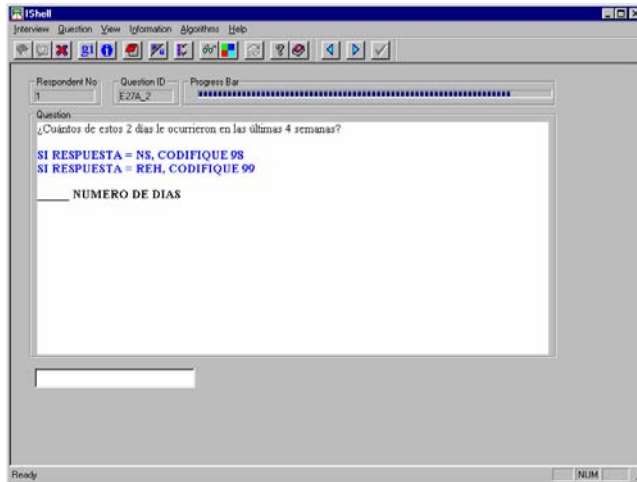 IShell
Interview Question View Information Algorithms Help
Respondent No
Question ID
Progress Bar
1
E27A_2
Question
¿Cuántos de estos 2 días le ocurrieron en las últimas 4 semanas?
SI RESPUESTA = NS, CODIFIQUE 98
SI RESPUESTA = REH, CODIFIQUE 99
_____ NUMERO DE DIAS
Ready
NUM